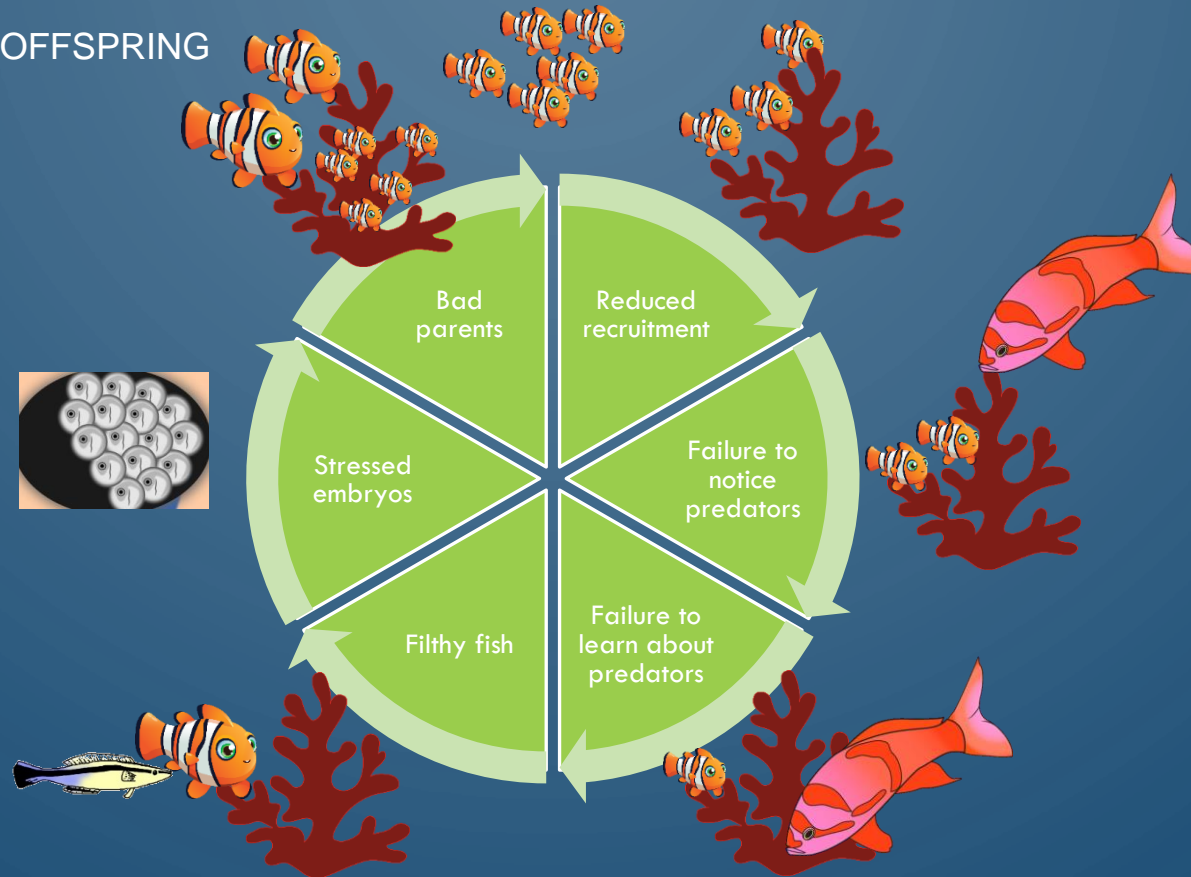 OFFSPRING
Bad
parents
Reduced
recruitment
Stressed
embryos
Failure to
notice
predators
Filthy fish
Failure to
learn about
predators